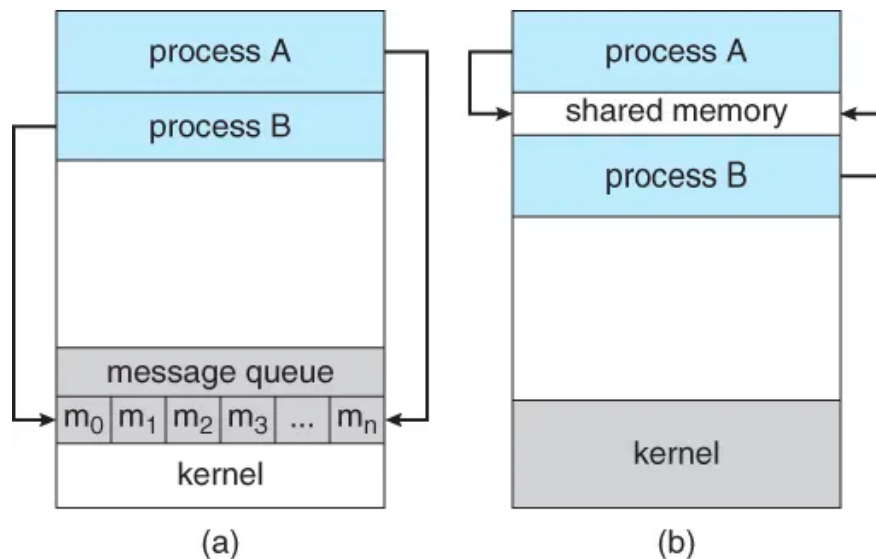 process A
process B
message queue
m0 m1 m2 m3 ... mn
kernel
(a)
process A
shared memory
process B
kernel
(b)